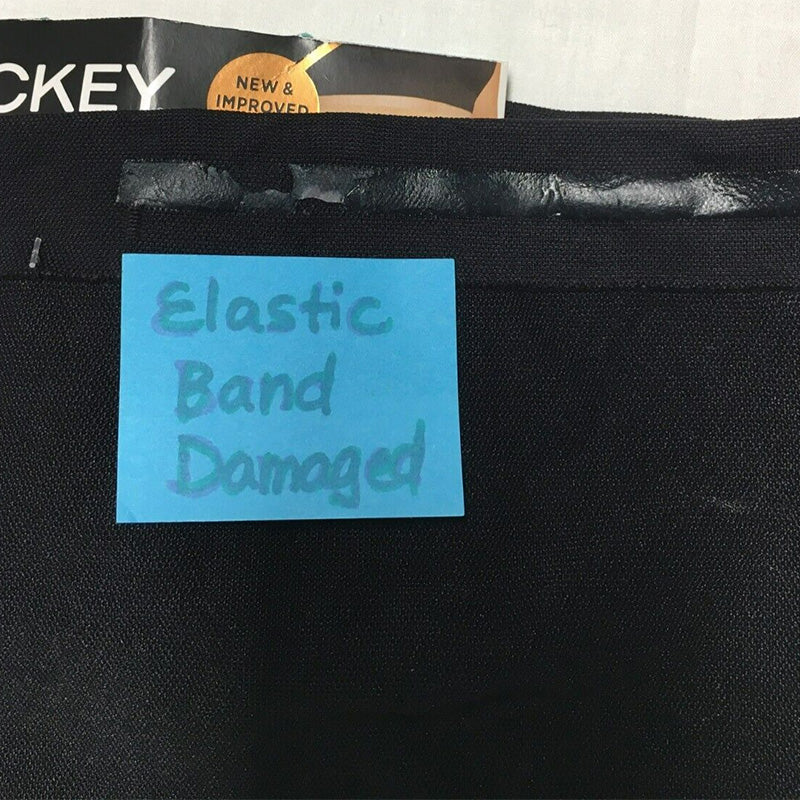 CKEY
NEW &
IMPROVED
Elastic
Band
Damaged